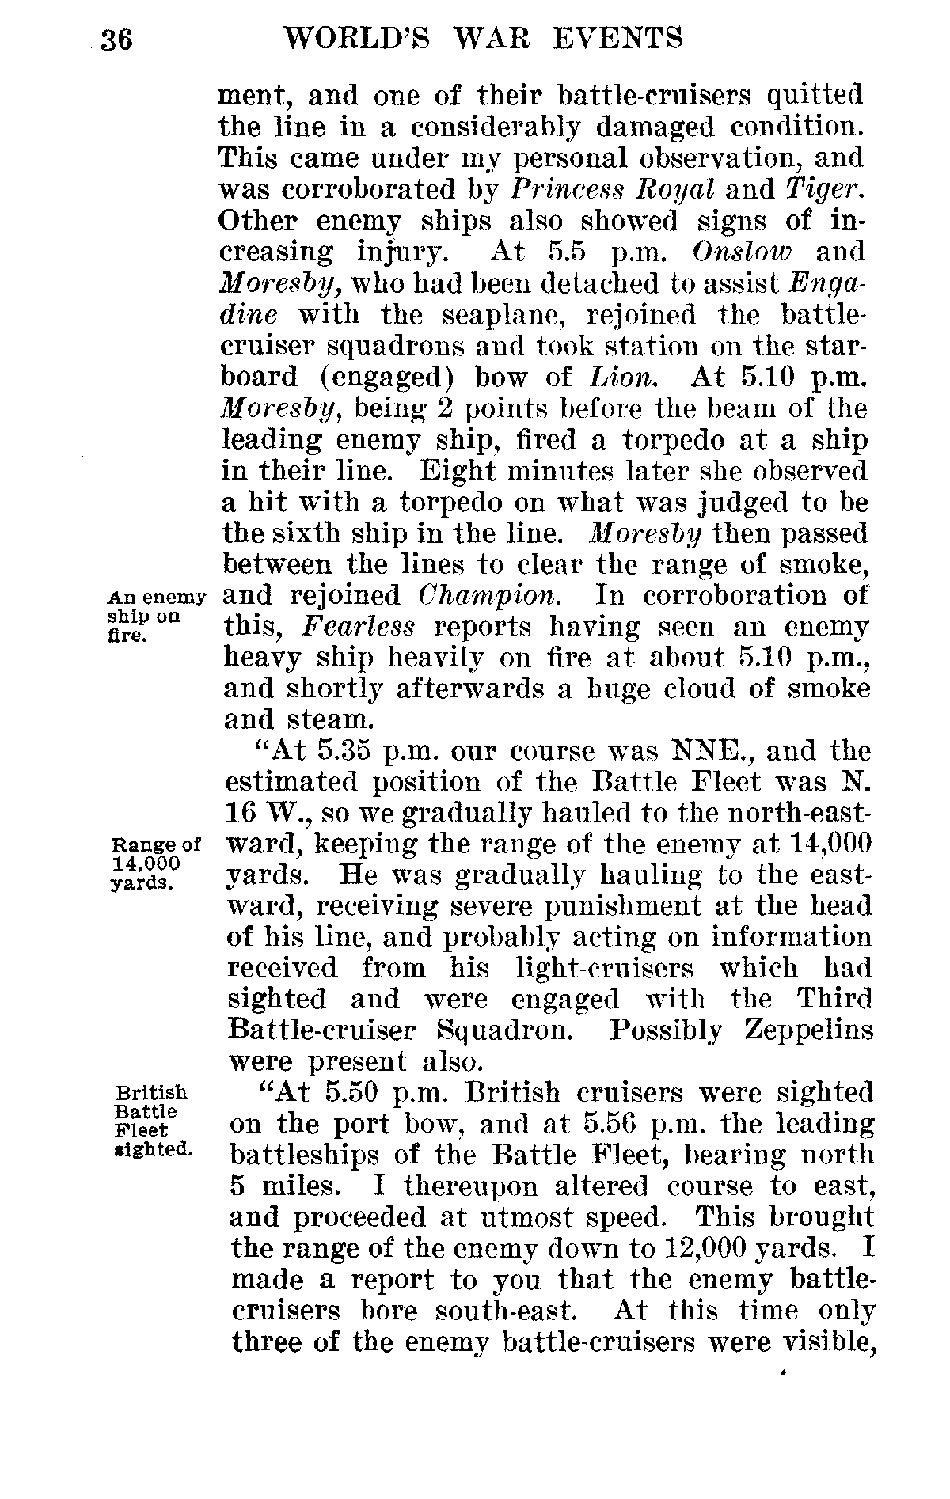 36 WORLD'S WAR EVENTS
ment, and one of their battle-cruisers quitted
the line in a considerably damaged condition.
This came under my personal observation, and
was corroborated by Princess Royal and Tiger.
Other enemy ships also showed signs of in-
creasing injury. At 5.5 p.m. Onslow and
Moresby, who had been detached to assist Enga-
dine with the seaplane, rejoined the battle-
cruiser squadrons and took station on the star-
board (engaged) bow of Lion. At 5.10 p.m.
Moresby, being 2 points before the beam of the
leading enemy ship, fired a torpedo at a ship
in their line. Eight minutes later she observed
a hit with a torpedo on what was judged to be
the sixth ship in the line. Moresby then passed
between the lines to clear the range of smoke,
An enemy
ship on
fire.
and rejoined Champion. In corroboration of
this, Fearless reports having seen an enemy
heavy ship heavily on fire at about 5.10 p.m.,
and shortly afterwards a huge cloud of smoke
and steam.
"At 5.35 p.m. our course was NNE., and the
estimated position of the Battle Fleet was N.
16 W., so we gradually hauled to the north-east-
Range of
14,000
yards.
ward, keeping the range of the enemy at 14,000
yards. He was gradually hauling to the east-
ward, receiving severe punishment at the head
of his line, and probably acting on information
received from his light-cruisers which had
sighted and were engaged with the Third
Battle-cruiser Squadron. Possibly Zeppelins
were present also.
British
Battle
Fleet
sighted.
"At 5.50 p.m. British cruisers were sighted
on the port bow, and at 5.56 p.m. the leading
battleships of the Battle Fleet, bearing north
5 miles. I thereupon altered course to east,
and proceeded at utmost speed. This brought
the range of the enemy down to 12,000 yards. I
made a report to you that the enemy battle-
cruisers bore south-east. At this time only
three of the enemy battle-cruisers were visible,